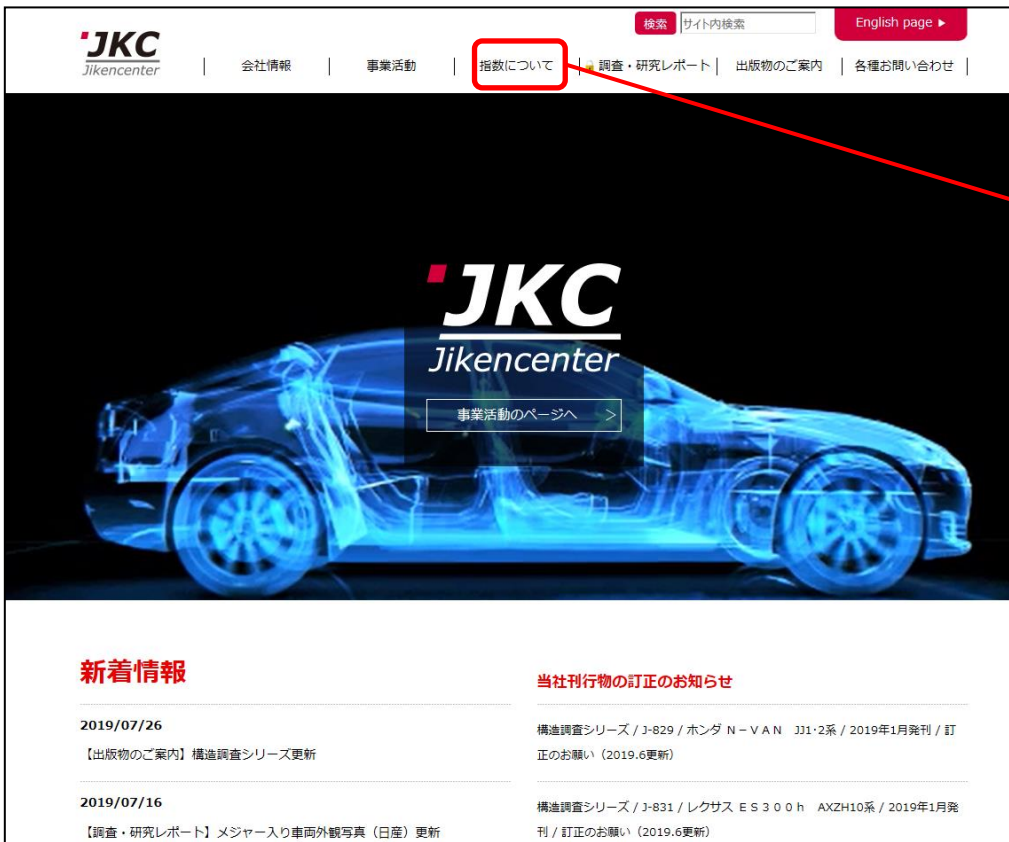 検索 サイト内検索 English page ▶
JKC
Jikencenter
会社情報 事業活動 指数について 調査・研究レポート 出版物のご案内 各種お問い合わせ
JKC
Jikencenter
事業活動のページへ >
新着情報
2019/07/26
【出版物のご案内】構造調査シリーズ更新
2019/07/16
【調査・研究レポート】メジャー入り車両外観写真（日産）更新
当社刊行物の訂正のお知らせ
構造調査シリーズ / J-829 / ホンダ Ｎ－ＶＡＮ　JJ1･2系 / 2019年1月発刊 / 訂
正のお願い（2019.6更新）
構造調査シリーズ / J-831 / レクサス ＥＳ３００ｈ　AXZH10系 / 2019年1月発
刊 / 訂正のお願い（2019.6更新）